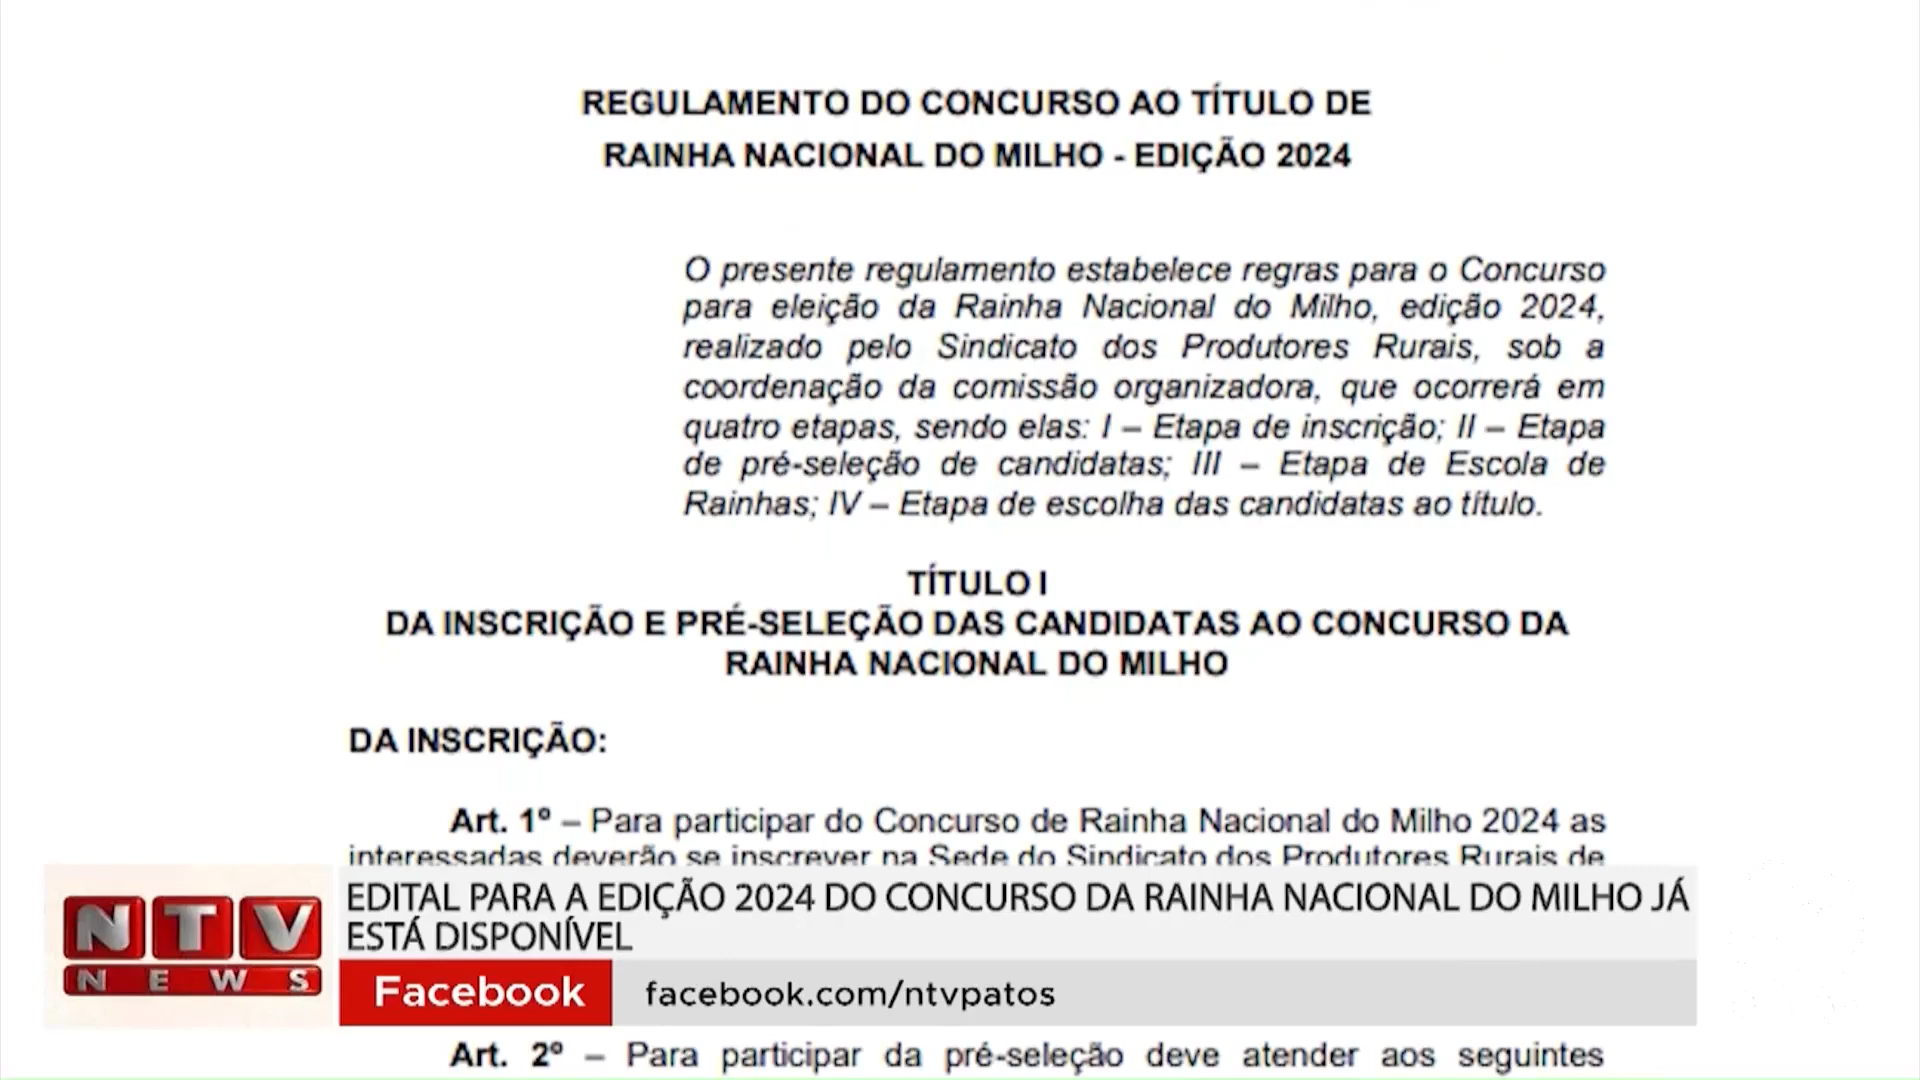 REGULAMENTO DO CONCURSO AO TÍTULO DE
RAINHA NACIONAL DO MILHO - EDIÇÃO 2024
O presente regulamento estabelece regras para o Concurso
para eleição da Rainha Nacional do Milho, edição 2024,
realizado pelo Sindicato dos Produtores Rurais, sob a
coordenação da comissão organizadora, que ocorrerá em
quatro etapas, sendo elas: I – Etapa de inscrição; II – Etapa
de pré-seleção de candidatas; III – Etapa de Escola de
Rainhas; IV – Etapa de escolha das candidatas ao título.
TÍTULO I
DA INSCRIÇÃO E PRÉ-SELEÇÃO DAS CANDIDATAS AO CONCURSO DA
RAINHA NACIONAL DO MILHO
DA INSCRIÇÃO:
Art. 1º – Para participar do Concurso de Rainha Nacional do Milho 2024 as
interessadas deverão se inscrever na Sede do Sindicato dos Produtores Rurais de
NTV
NEWS
EDITAL PARA A EDIÇÃO 2024 DO CONCURSO DA RAINHA NACIONAL DO MILHO JÁ
ESTÁ DISPONÍVEL
Facebook facebook.com/ntvpatos
Art. 2º – Para participar da pré-seleção deve atender aos seguintes